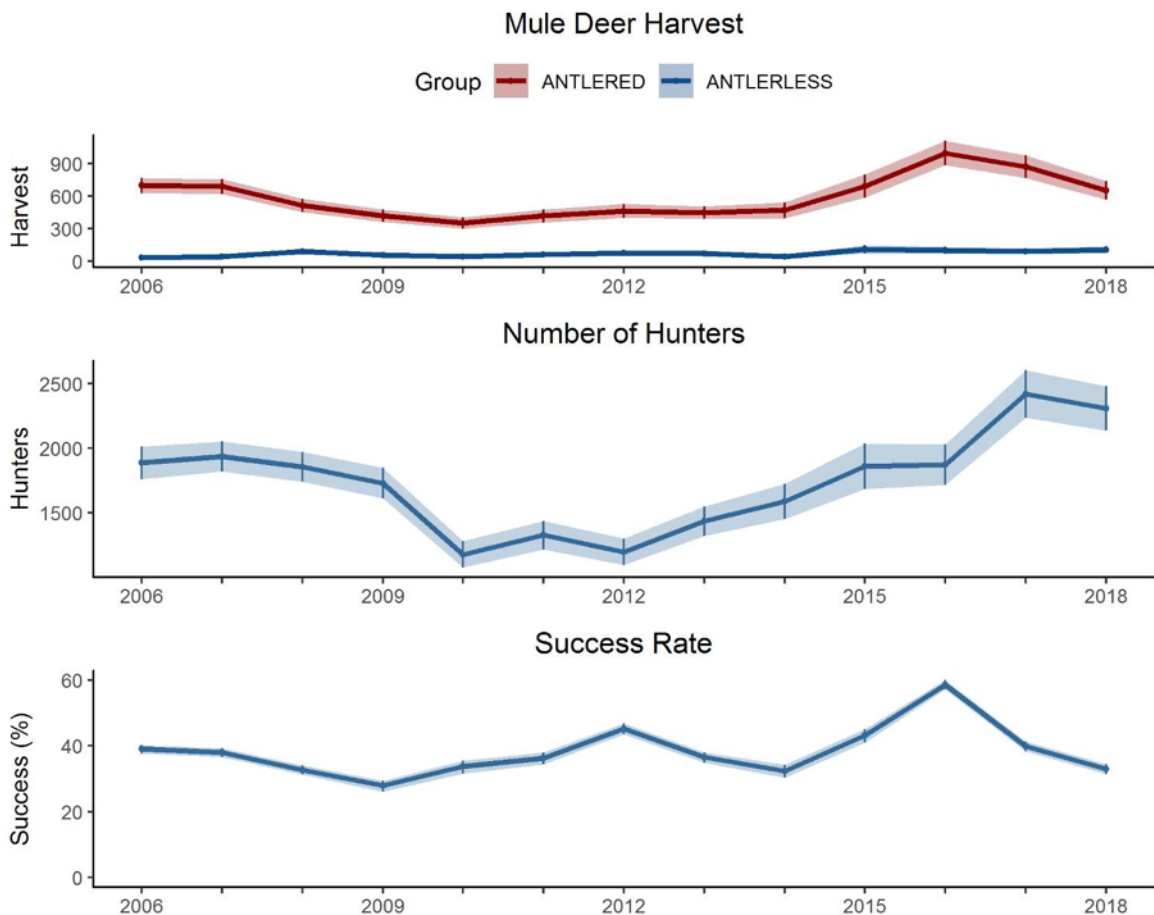 Mule Deer Harvest
Group ANTLERED ANTLERLESS
Harvest
900
600
300
0
2006 2009 2012 2015 2018
Number of Hunters
Hunters
2500
2000
1500
2006 2009 2012 2015 2018
Success Rate
Success (%)
60
40
20
0
2006 2009 2012 2015 2018